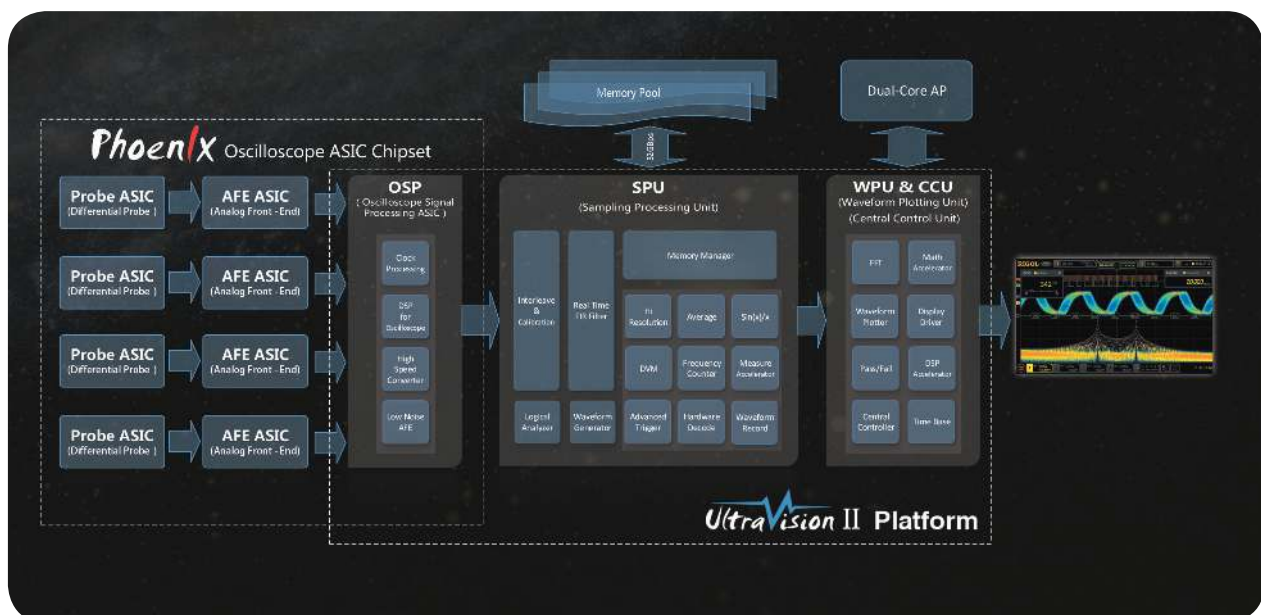 Memory Pool
Dual-Core AP
32GBps
PhoenIx Oscilloscope ASIC Chipset
Probe ASIC
(Differential Probe)
AFE ASIC
(Analog Front-End)
Probe ASIC
(Differential Probe)
AFE ASIC
(Analog Front-End)
Probe ASIC
(Differential Probe)
AFE ASIC
(Analog Front-End)
Probe ASIC
(Differential Probe)
AFE ASIC
(Analog Front-End)
OSP
( Oscilloscope Signal
Processing ASIC )
Clock
Processing
DSP
for
Oscilloscope
High
Speed
Converter
Low Noise
AFE
SPU
(Sampling Processing Unit)
Interleave
&
Calibration
Real Time
FIR Filter
Memory Manager
Hi
Resolution
Average
Sin(x)/x
DVM
Frequency
Counter
Measure
Accelerator
Logical
Analyzer
Waveform
Generator
Advanced
Trigger
Hardware
Decode
Waveform
Record
WPU & CCU
(Waveform Plotting Unit)
(Central Control Unit)
FFT
Math
Accelerator
Waveform
Plotter
Display
Driver
Pass/Fail
DSP
Accelerator
Central
Controller
Time Base
RIGOL
UltraVision II Platform